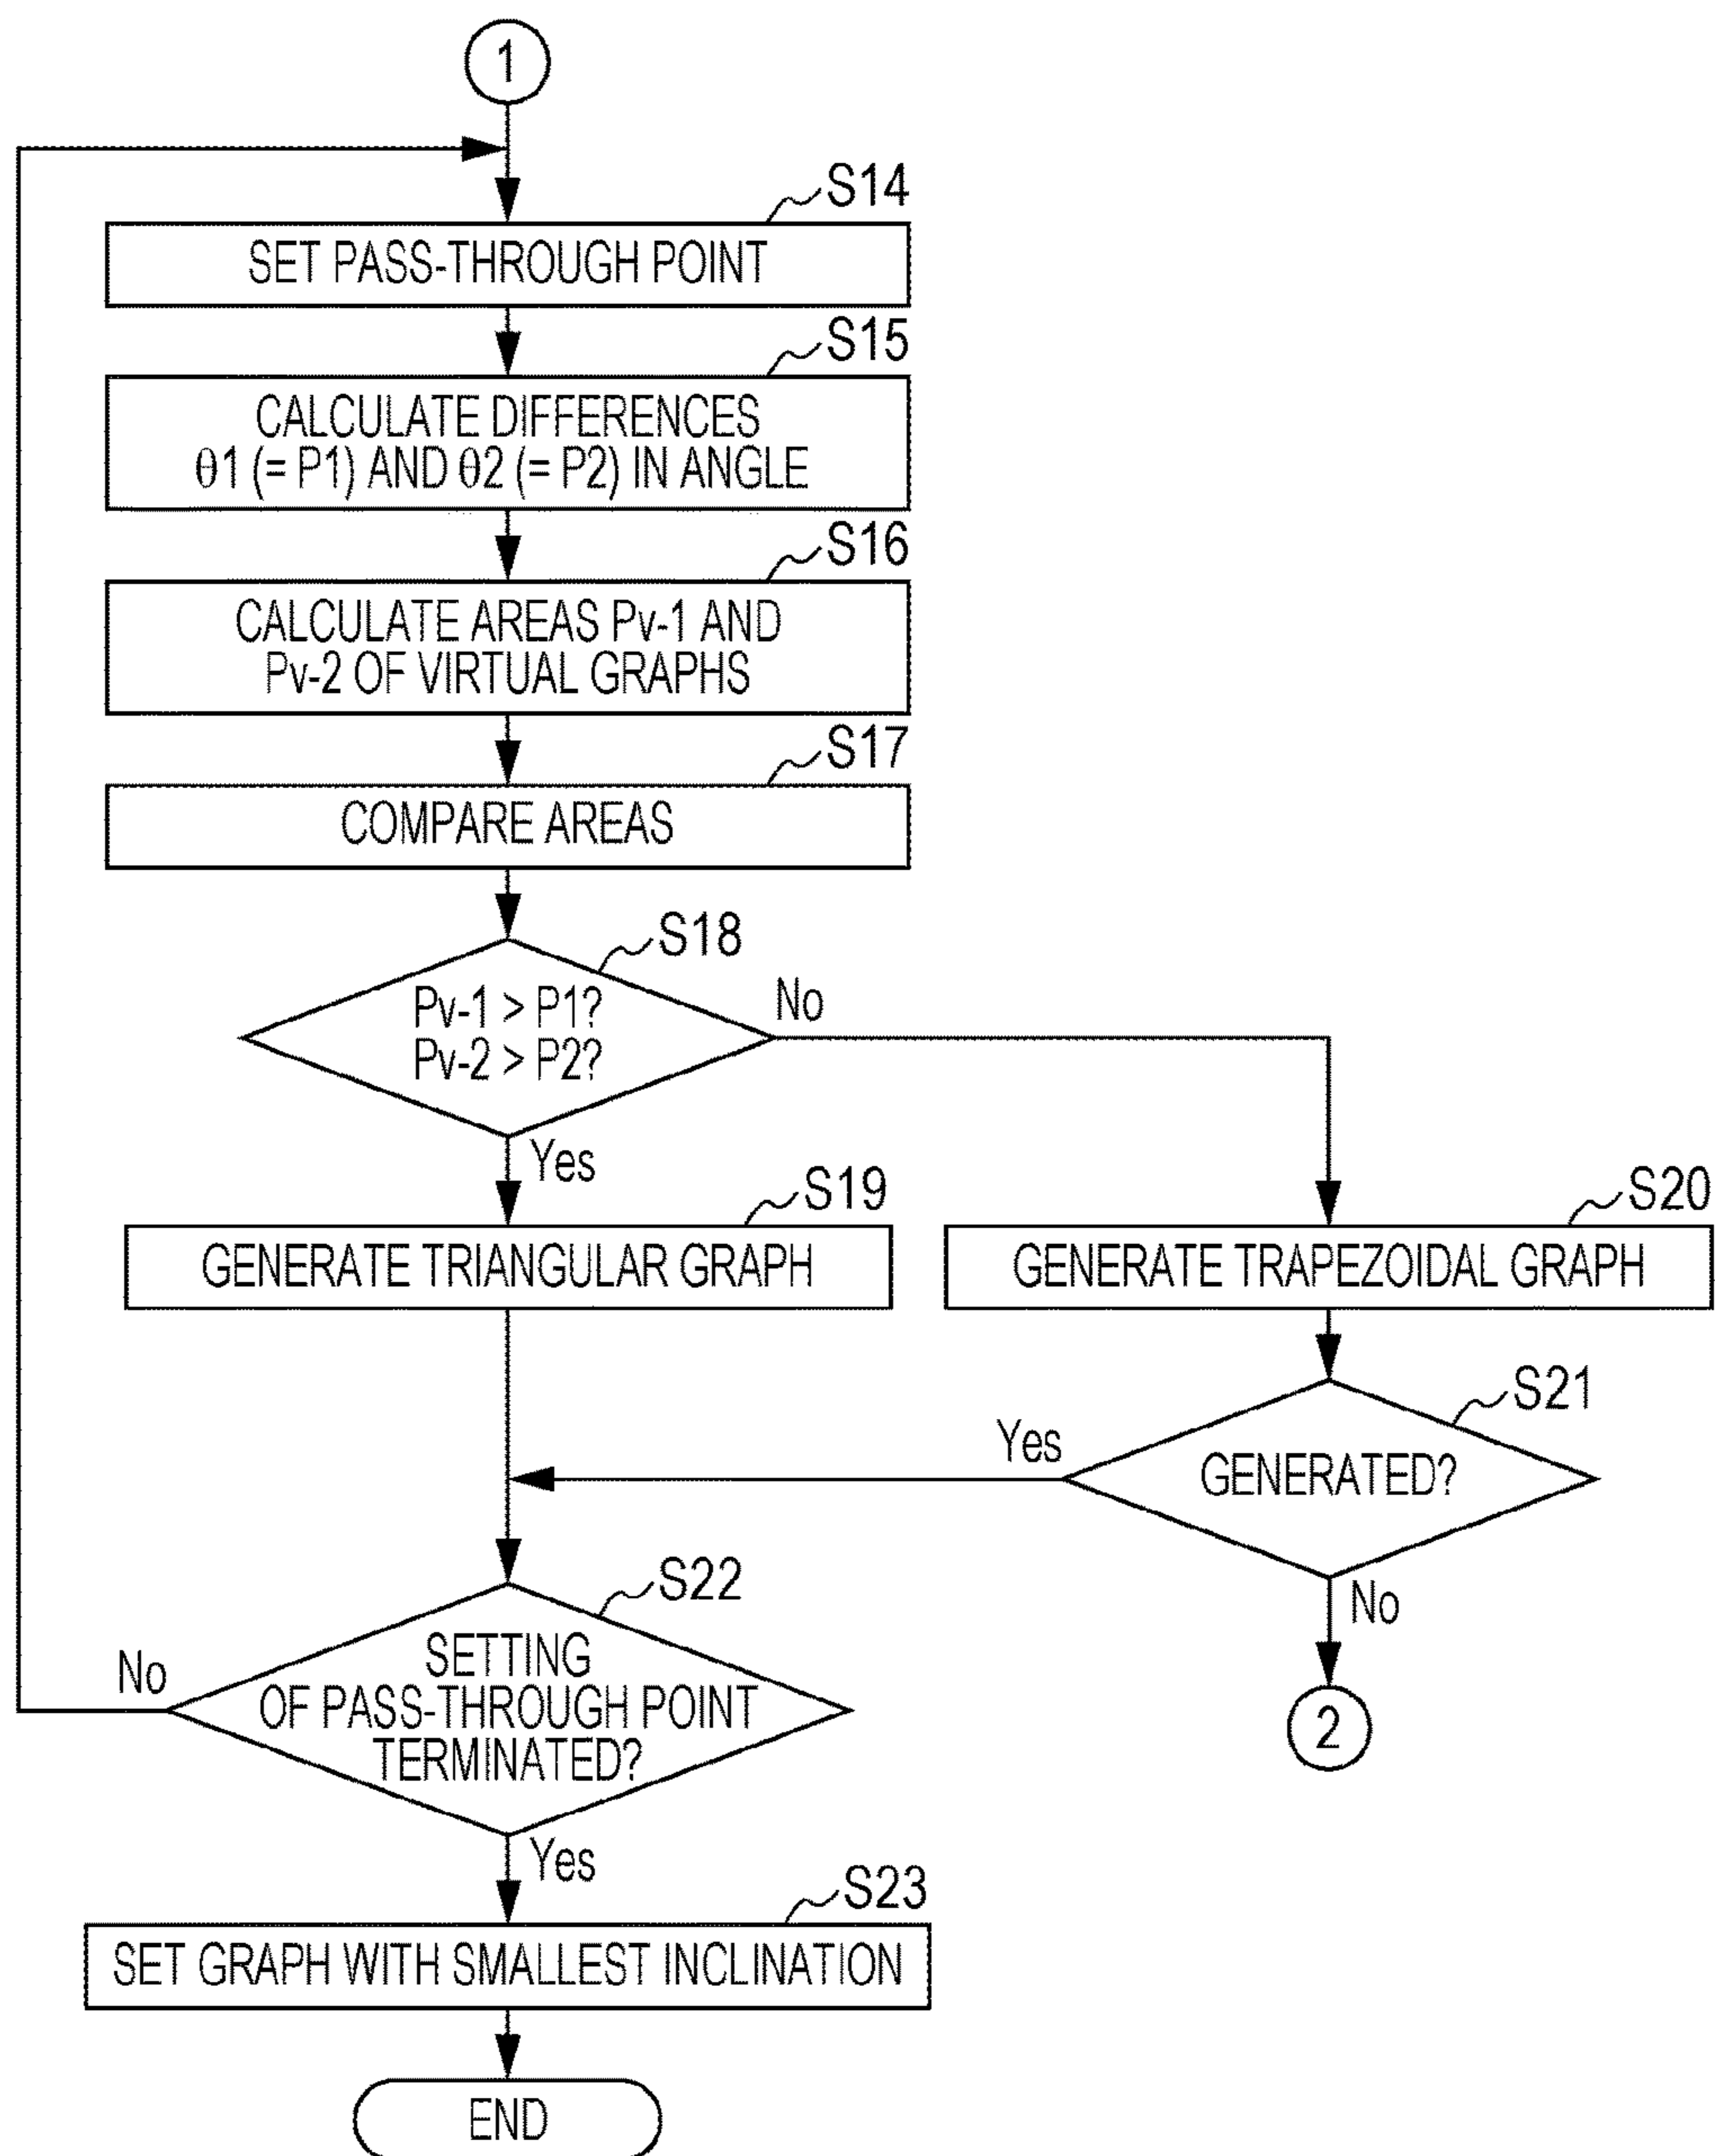 1
S14
SET PASS-THROUGH POINT
S15
CALCULATE DIFFERENCES
θ1 (= P1) AND θ2 (= P2) IN ANGLE
S16
CALCULATE AREAS Pv-1 AND
Pv-2 OF VIRTUAL GRAPHS
S17
COMPARE AREAS
S18
Pv-1 > P1?
Pv-2 > P2?
No
Yes
S19
GENERATE TRIANGULAR GRAPH
S20
GENERATE TRAPEZOIDAL GRAPH
S21
GENERATED?
Yes
No
2
S22
SETTING
OF PASS-THROUGH POINT
TERMINATED?
No
Yes
S23
SET GRAPH WITH SMALLEST INCLINATION
END